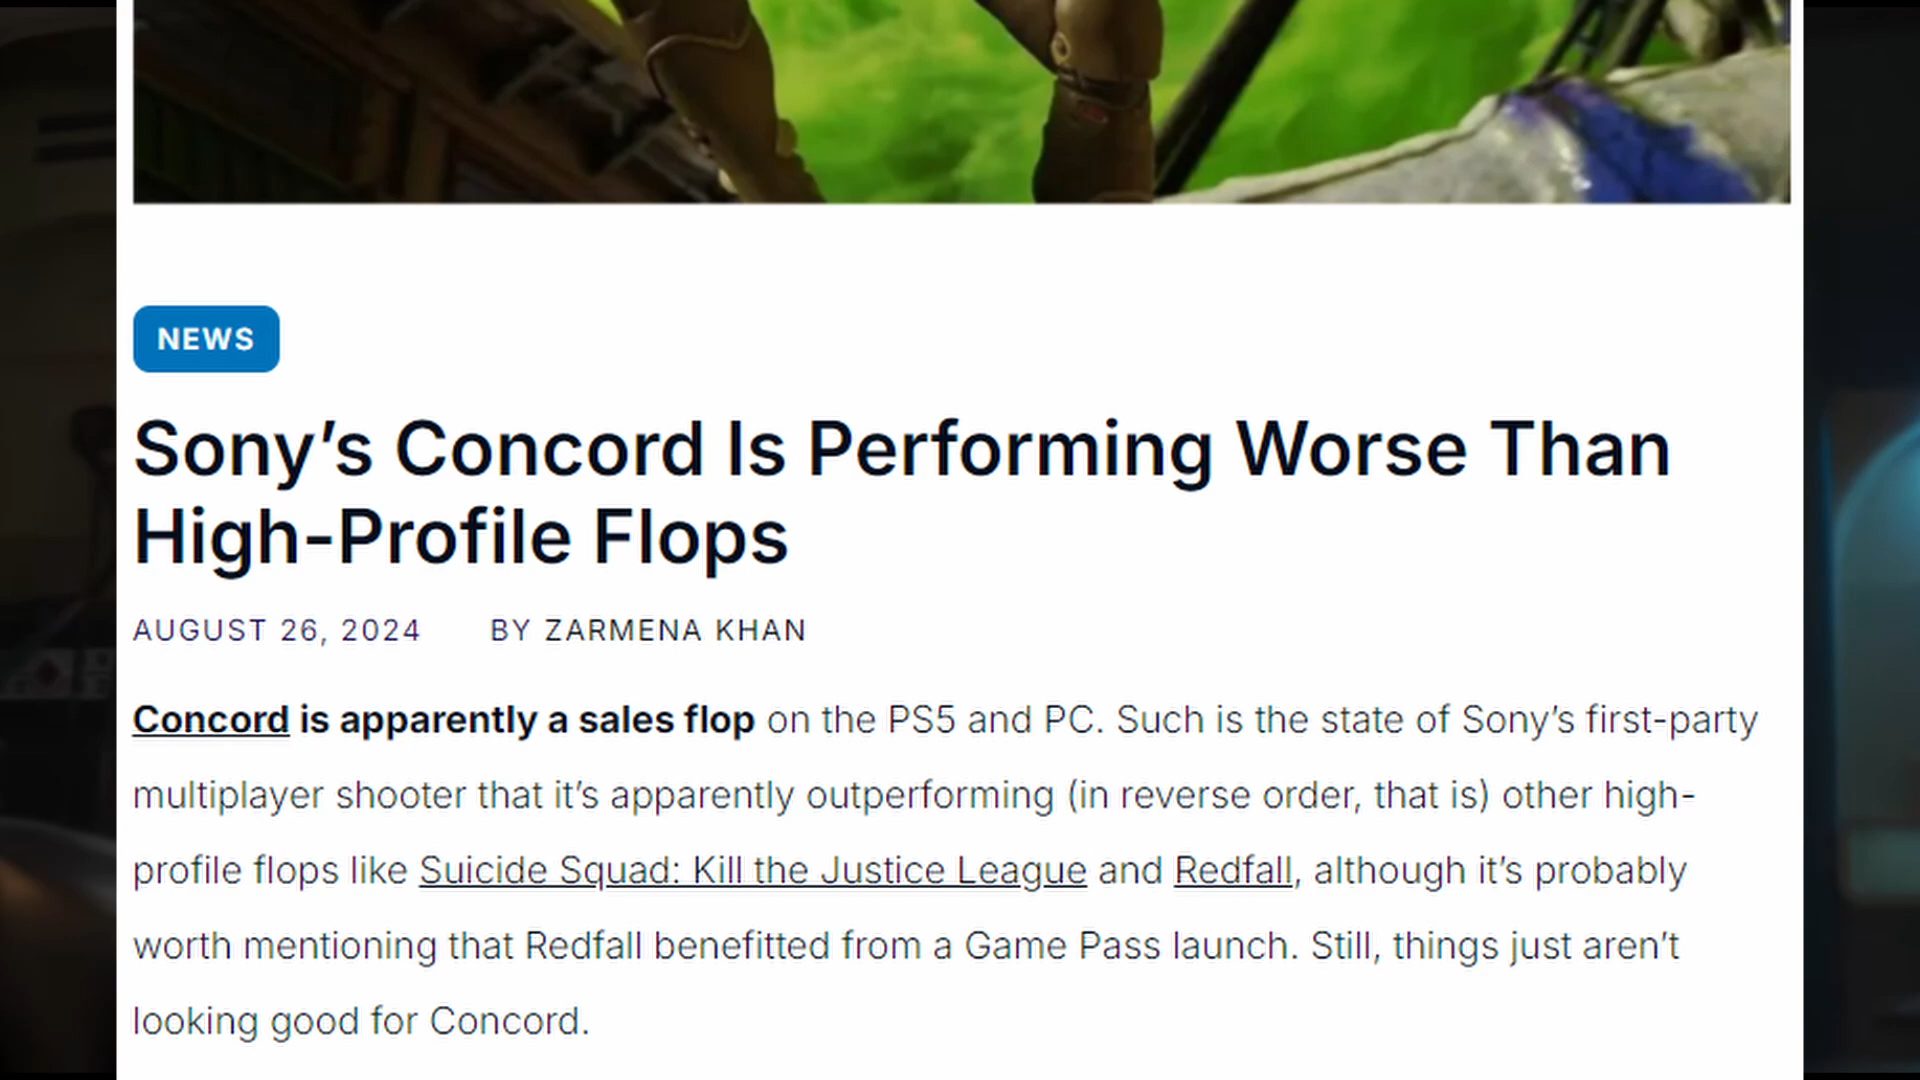 NEWS
Sony’s Concord Is Performing Worse Than
High-Profile Flops
AUGUST 26, 2024 BY ZARMENA KHAN
Concord is apparently a sales flop on the PS5 and PC. Such is the state of Sony’s first-party
multiplayer shooter that it’s apparently outperforming (in reverse order, that is) other high-
profile flops like Suicide Squad: Kill the Justice League and Redfall, although it’s probably
worth mentioning that Redfall benefitted from a Game Pass launch. Still, things just aren’t
looking good for Concord.